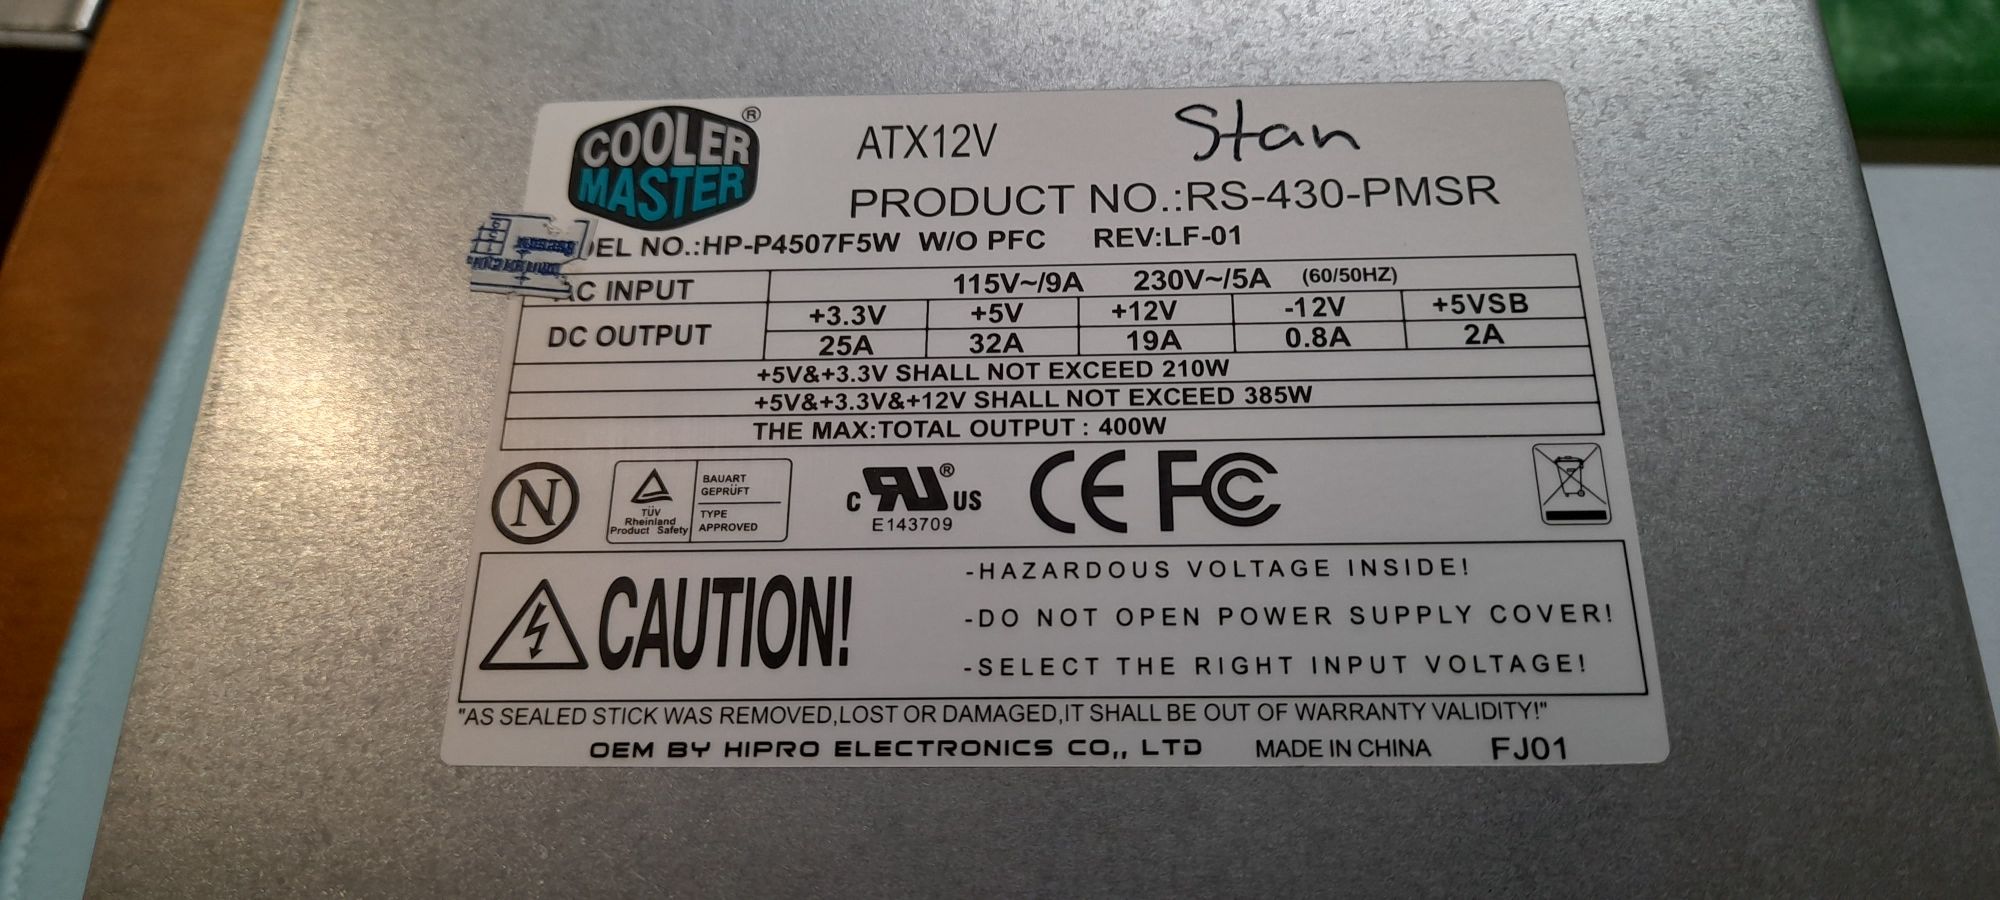 COOLER MASTER ®
ATX12V
Stan
PRODUCT NO.:RS-430-PMSR
DEL NO.:HP-P4507F5W W/O PFC REV:LF-01
AC INPUT 115V~/9A 230V~/5A (60/50HZ)
DC OUTPUT +3.3V +5V +12V -12V +5VSB
25A 32A 19A 0.8A 2A
+5V&+3.3V SHALL NOT EXCEED 210W
+5V&+3.3V&+12V SHALL NOT EXCEED 385W
THE MAX:TOTAL OUTPUT : 400W
N
TÜV
Rheinland
Product Safety
BAUART
GEPRÜFT
TYPE
APPROVED
c RU ® US
E143709
CE FC
CAUTION!
-HAZARDOUS VOLTAGE INSIDE!
-DO NOT OPEN POWER SUPPLY COVER!
-SELECT THE RIGHT INPUT VOLTAGE!
"AS SEALED STICK WAS REMOVED,LOST OR DAMAGED,IT SHALL BE OUT OF WARRANTY VALIDITY!"
OEM BY HIPRO ELECTRONICS CO,, LTD MADE IN CHINA FJ01